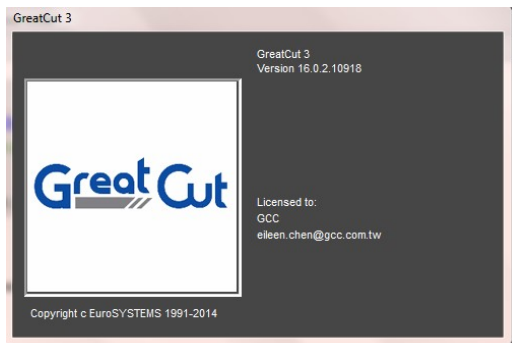 GreatCut 3
GreatCut 3
Version 16.0.2.10918
Great Cut
Licensed to:
GCC
eileen.chen@gcc.com.tw
Copyright c EuroSYSTEMS 1991-2014